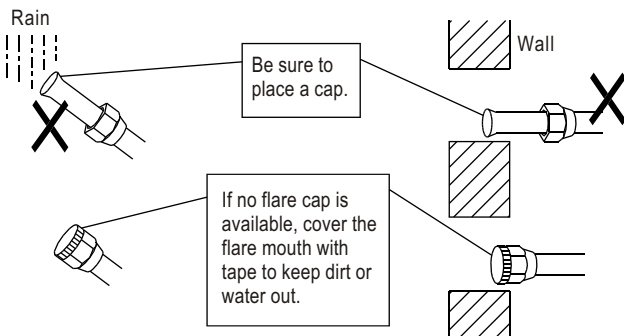 Rain
Wall
Be sure to
place a cap.
If no flare cap is
available, cover the
flare mouth with
tape to keep dirt or
water out.